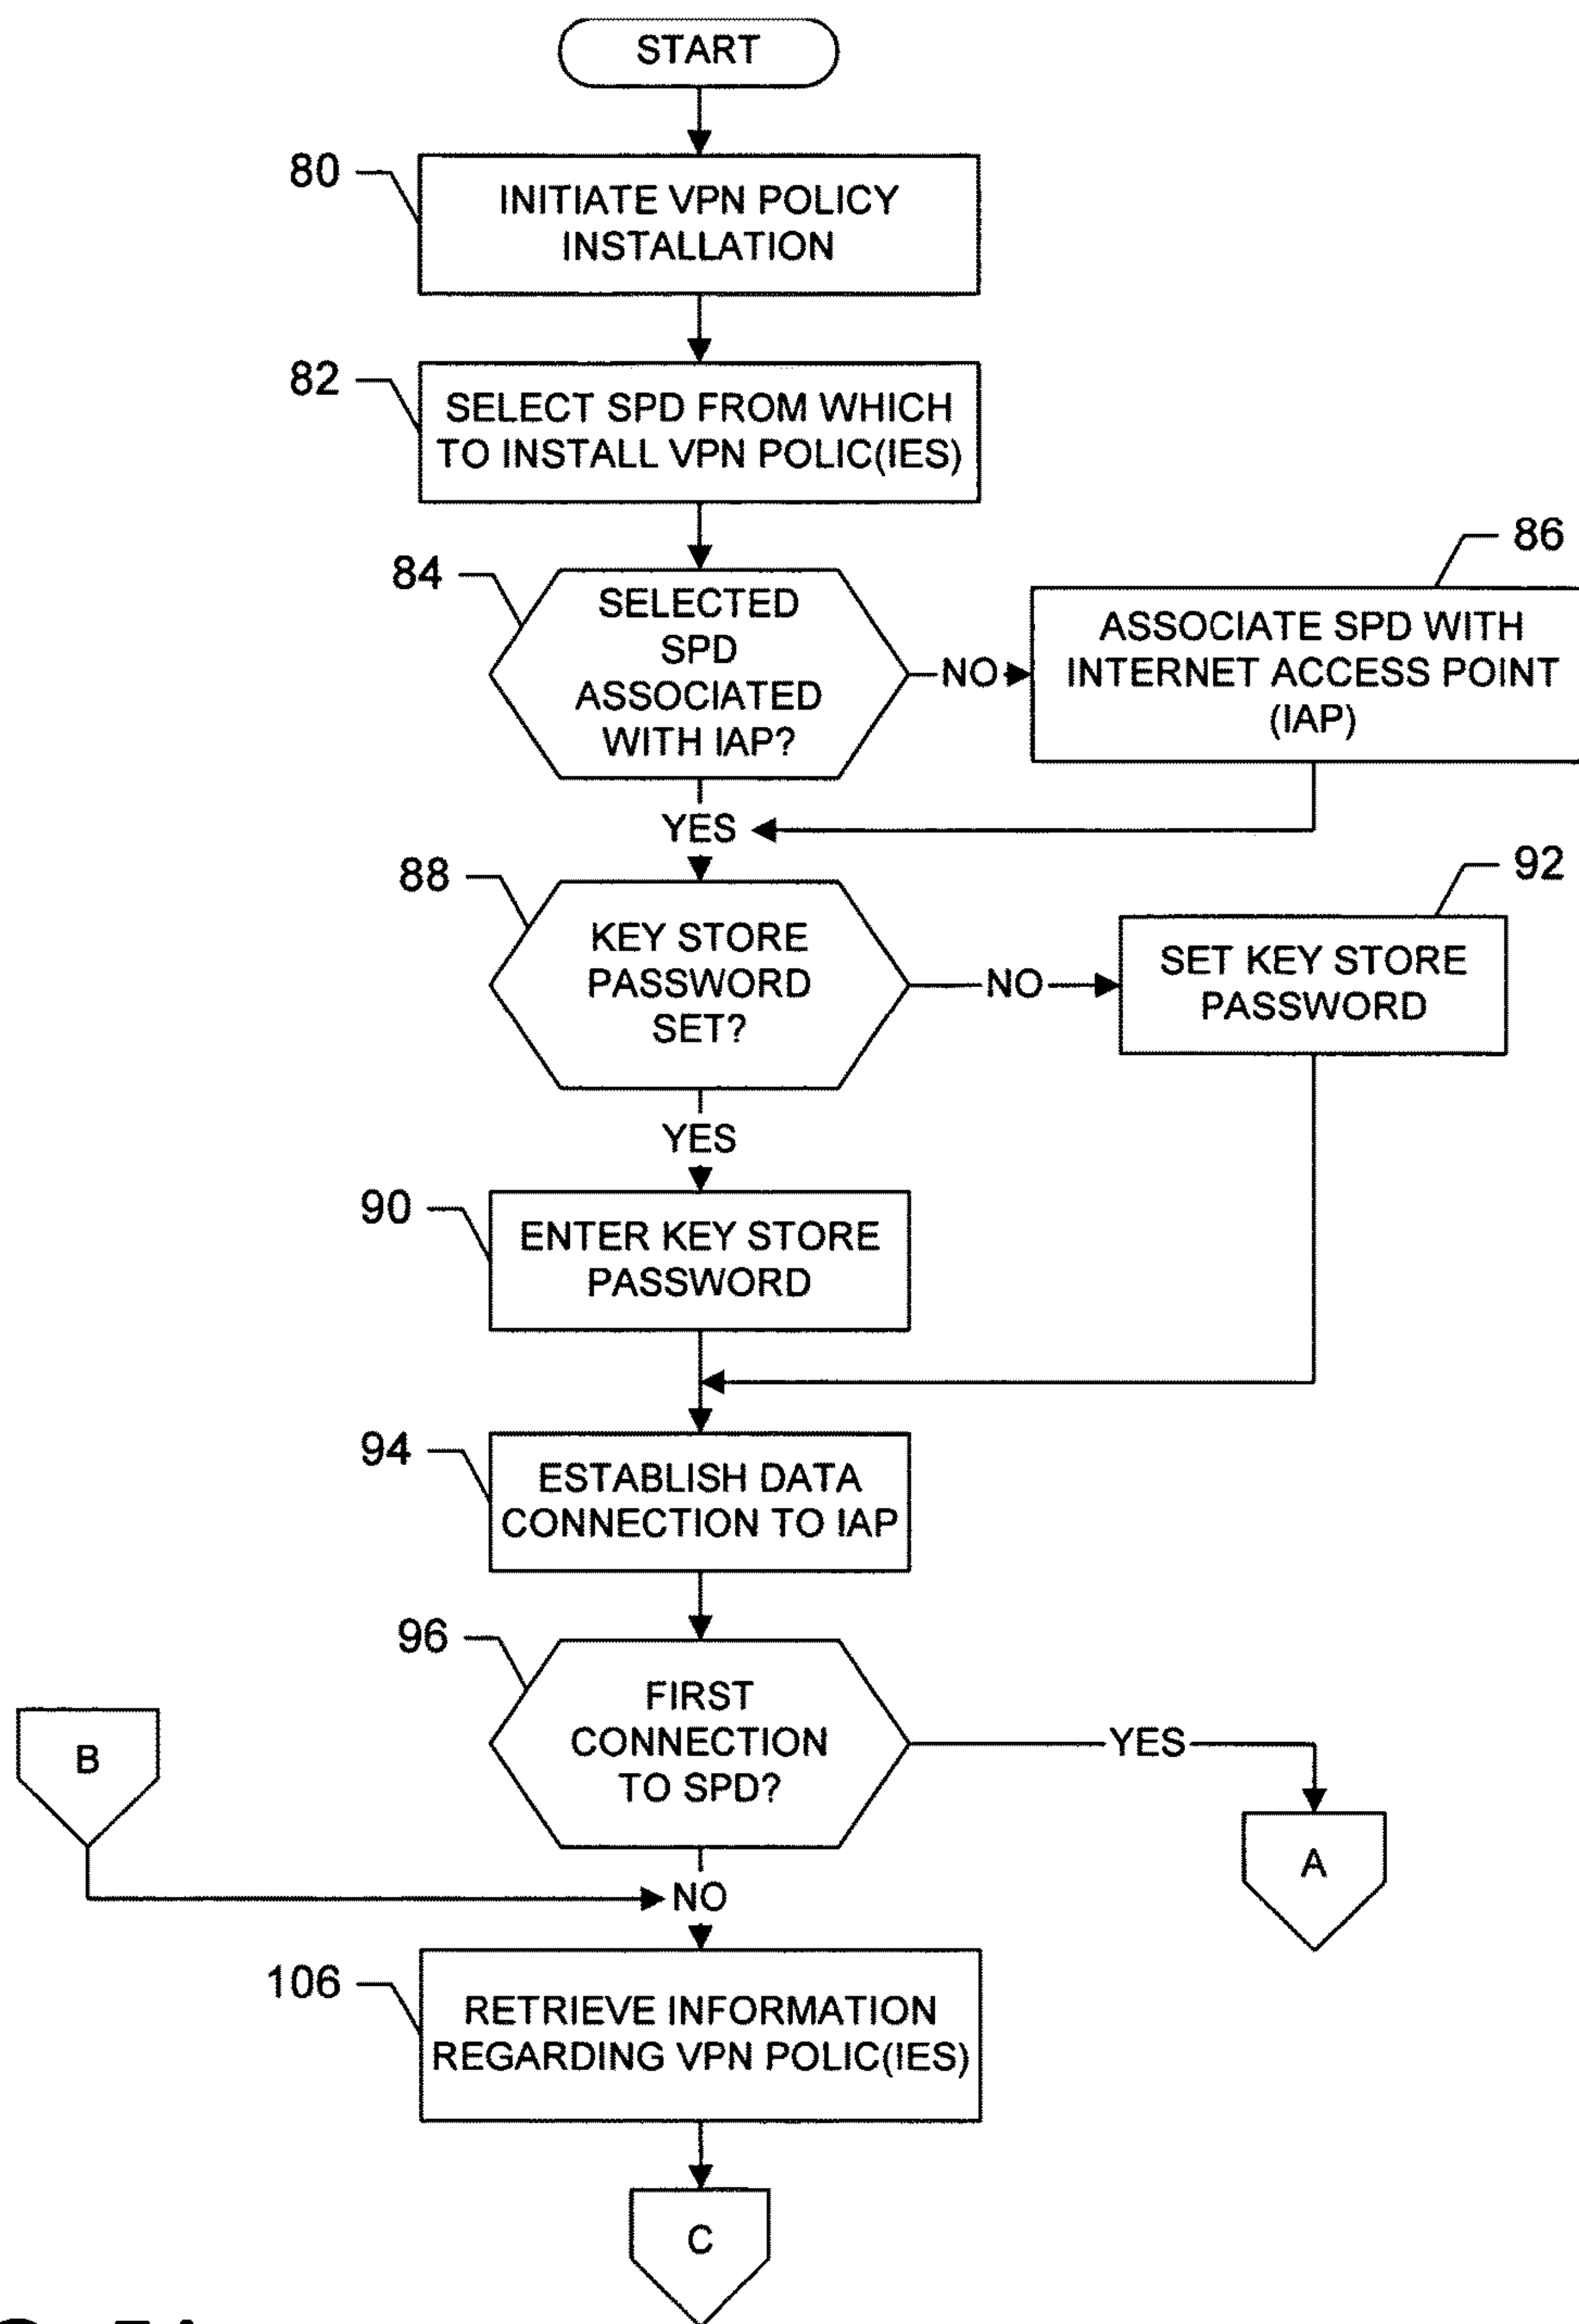 START
80
INITIATE VPN POLICY
INSTALLATION
82
SELECT SPD FROM WHICH
TO INSTALL VPN POLIC(IES)
84
SELECTED
SPD
ASSOCIATED
WITH IAP?
NO
86
ASSOCIATE SPD WITH
INTERNET ACCESS POINT
(IAP)
YES
88
KEY STORE
PASSWORD
SET?
NO
92
SET KEY STORE
PASSWORD
YES
90
ENTER KEY STORE
PASSWORD
94
ESTABLISH DATA
CONNECTION TO IAP
96
FIRST
CONNECTION
TO SPD?
YES
A
B
NO
106
RETRIEVE INFORMATION
REGARDING VPN POLIC(IES)
C